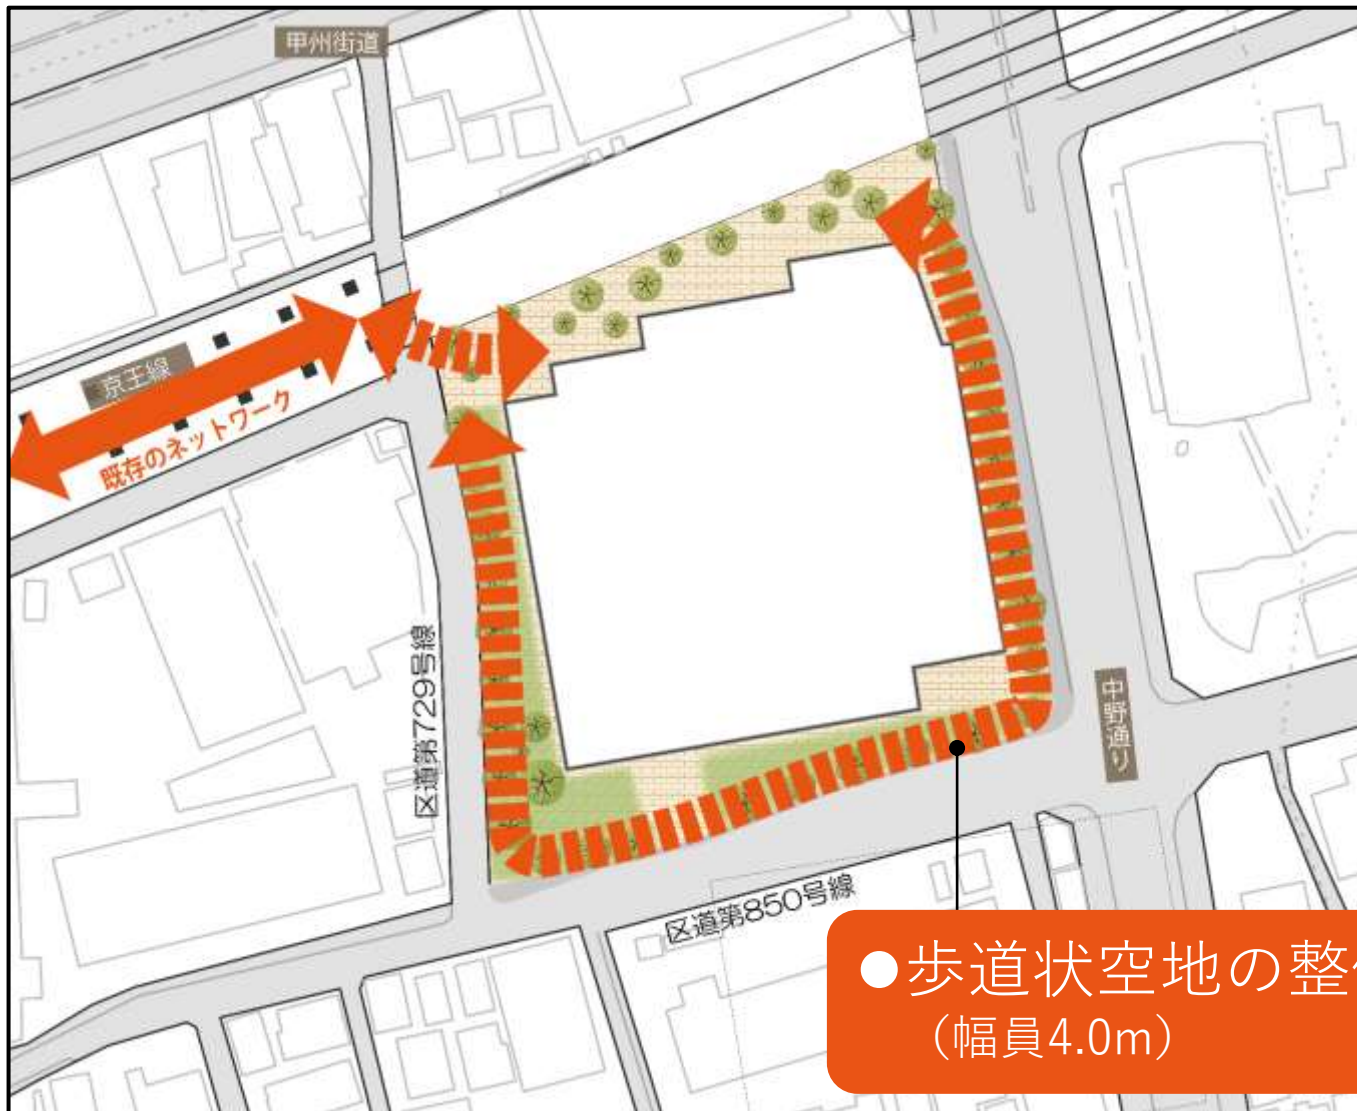 甲州街道
京王線
既存のネットワーク
区道第729号線
中野通り
区道第850号線
●歩道状空地の整
（幅員4.0m）